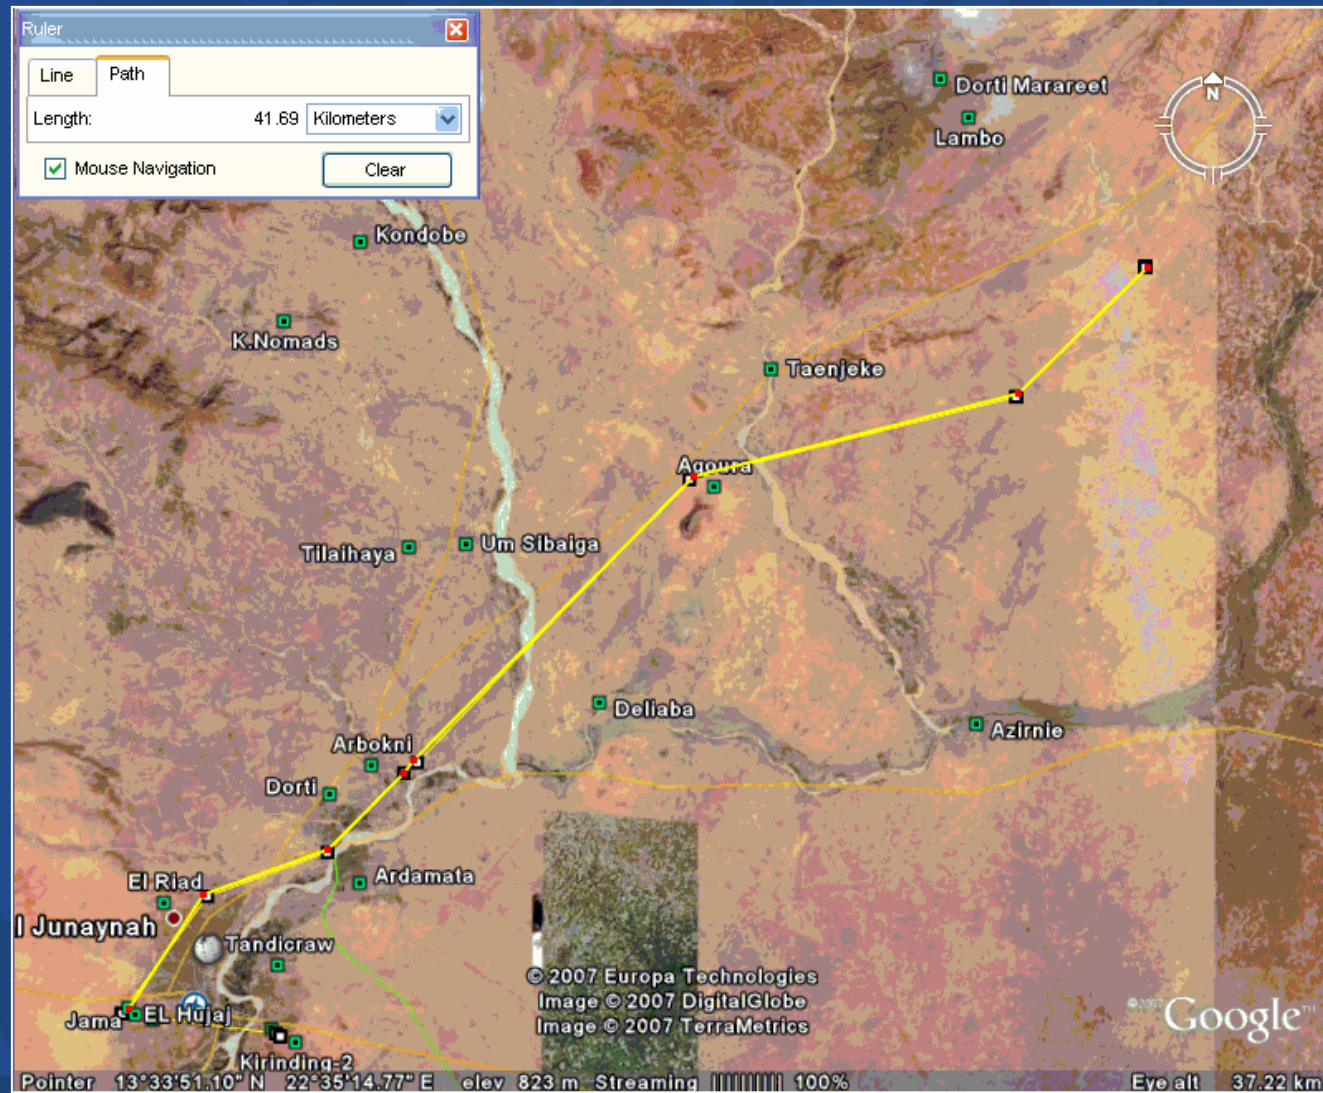 Ruler
Line Path
Length: 41.69 Kilometers
Mouse Navigation Clear
N
Dorti Marareet
Lambo
Kondobe
K.Nomads
Taenjeke
Agoura
Tilaihaya
Um Sibaiga
Deliaba
Azirnie
Arbokni
Dorti
Ardamata
El Riad
l Junaynah
Tandicraw
Jama
EL Hujaj
Kirinding-2
© 2007 Europa Technologies
Image © 2007 DigitalGlobe
Image © 2007 TerraMetrics
©2007 Google™
Pointer 13°33'51.10" N 22°35'14.77" E elev 823 m Streaming |||||||||| 100% Eye alt 37.22 km